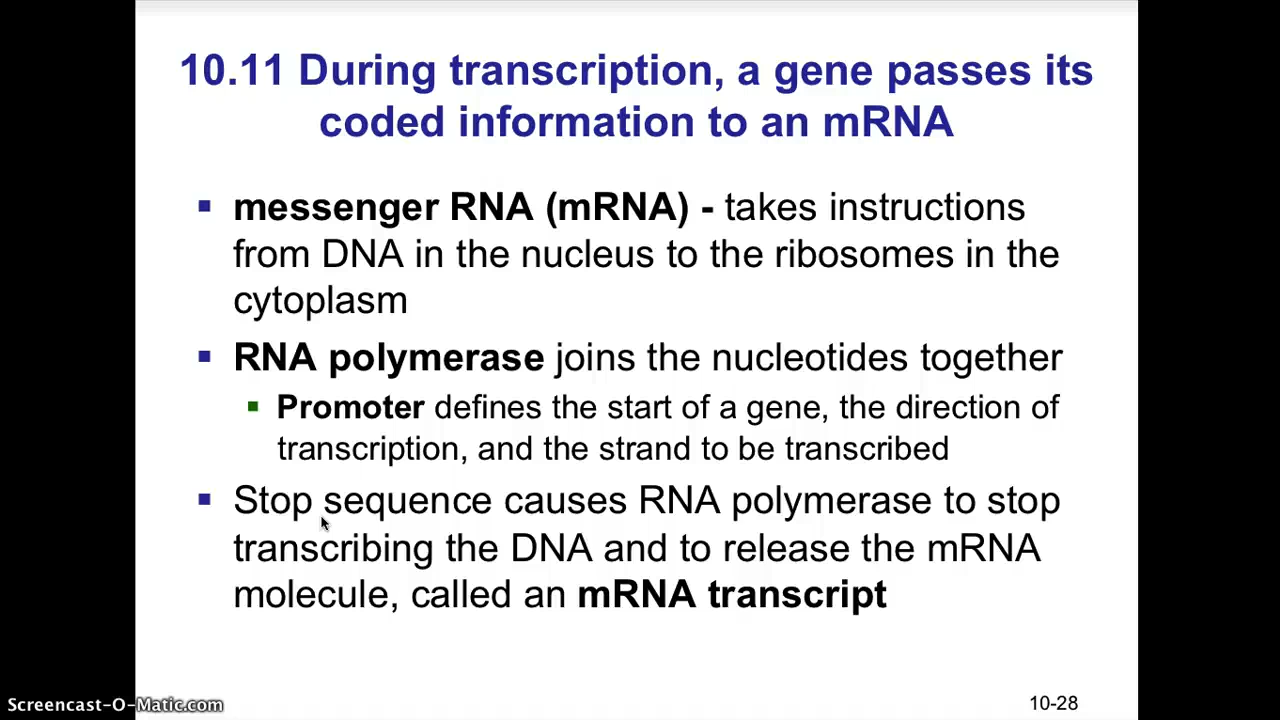 10.11 During transcription, a gene passes its
coded information to an mRNA
messenger RNA (mRNA) - takes instructions
from DNA in the nucleus to the ribosomes in the
cytoplasm
RNA polymerase joins the nucleotides together
Promoter defines the start of a gene, the direction of
transcription, and the strand to be transcribed
Stop sequence causes RNA polymerase to stop
transcribing the DNA and to release the mRNA
molecule, called an mRNA transcript
Screencast-O-Matic.com
10-28